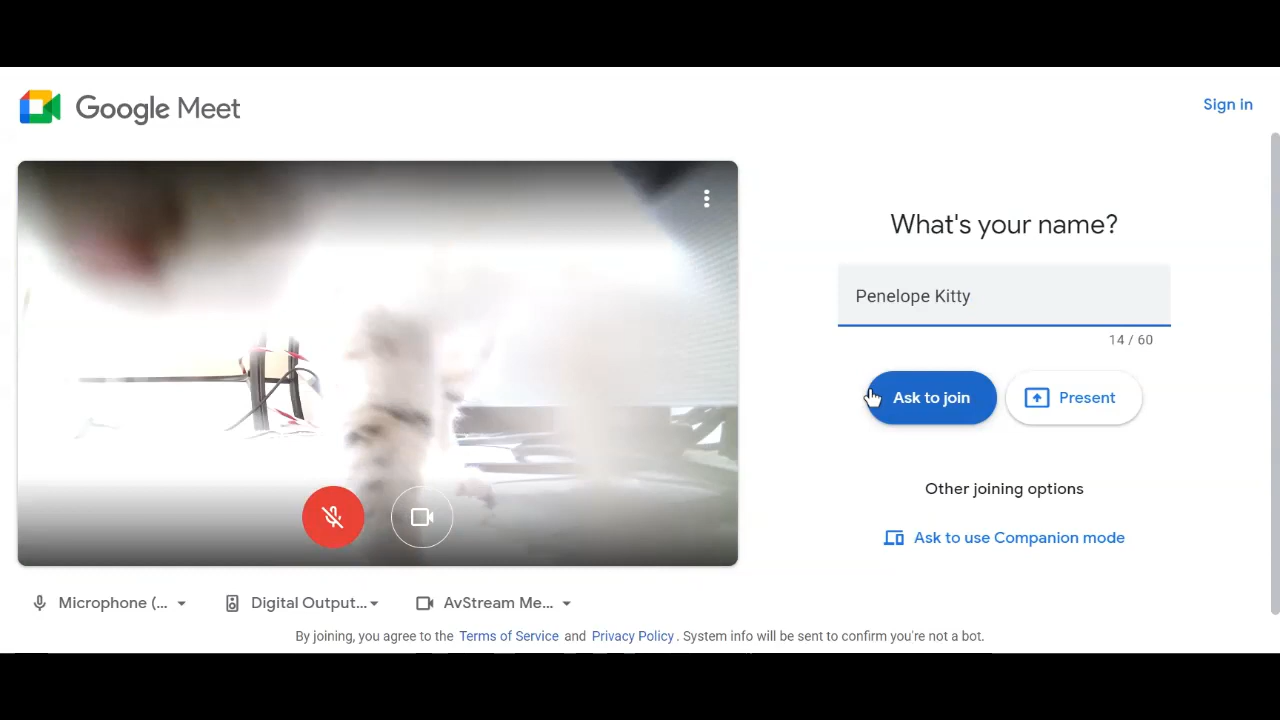 Google Meet
Sign in
What's your name?
Penelope Kitty
14 / 60
Ask to join
Present
Other joining options
Ask to use Companion mode
Microphone (...
Digital Output...
AvStream Me...
By joining, you agree to the Terms of Service and Privacy Policy. System info will be sent to confirm you're not a bot.